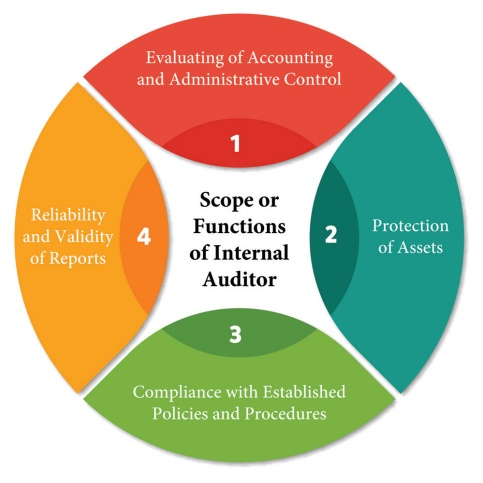 Evaluating of Accounting
and Administrative Control
1
Scope or
Functions
of Internal
Auditor
2
Protection
of Assets
3
Compliance with Established
Policies and Procedures
4
Reliability
and Validity
of Reports